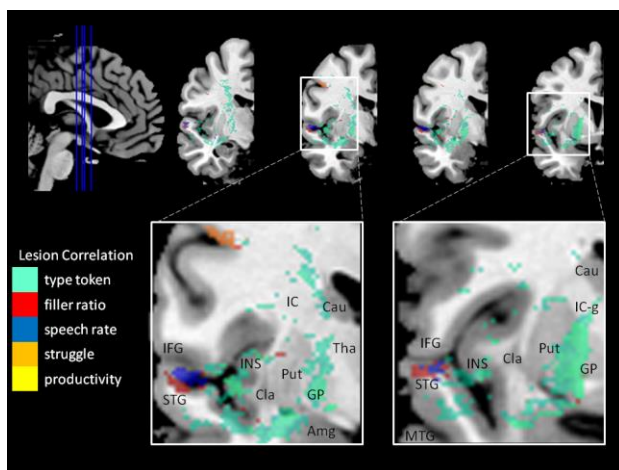 Lesion Correlation
type token
filler ratio
speech rate
struggle
productivity
IC
Cau
IFG
INS
Tha
Put
STG
Cla
GP
Amg
Cau
IC-g
IFG
Put
INS
Cla
STG
GP
MTG